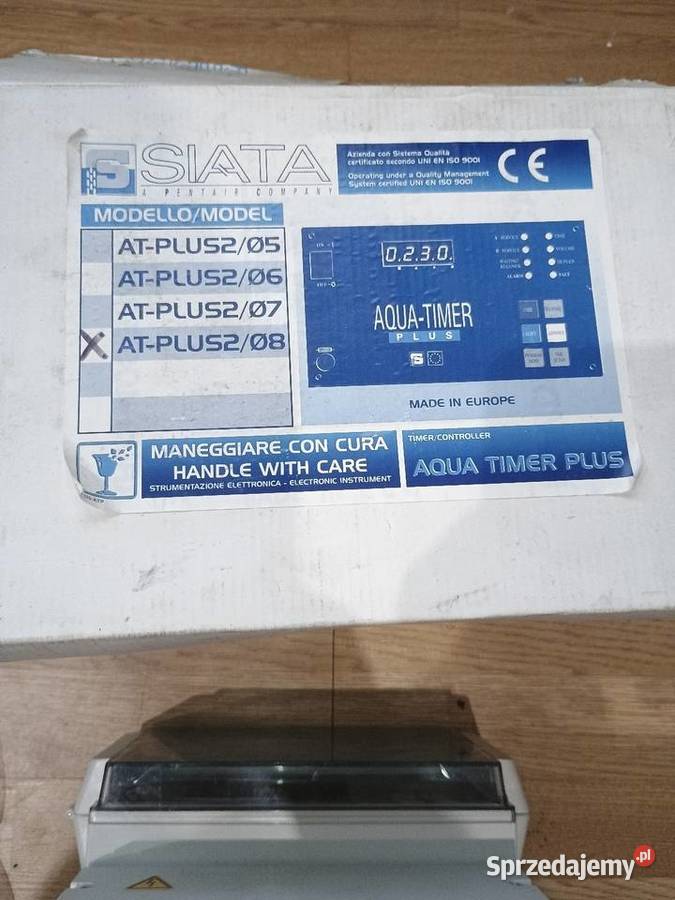 SIATA
A PENTAIR COMPANY
Azienda con Sistema Qualità
certificato secondo UNI EN ISO 9001
Operating under a Quality Management
System certified UNI EN ISO 9001
CE
MODELLO/MODEL
AT-PLUS2/05
AT-PLUS2/06
AT-PLUS2/07
X AT-PLUS2/08
0.2.3.0.
AQUA-TIMER
PLUS
MADE IN EUROPE
MANEGGIARE CON CURA
HANDLE WITH CARE
STRUMENTAZIONE ELETTRONICA - ELECTRONIC INSTRUMENT
TIMER/CONTROLLER
AQUA TIMER PLUS
Sprzedajemy.pl